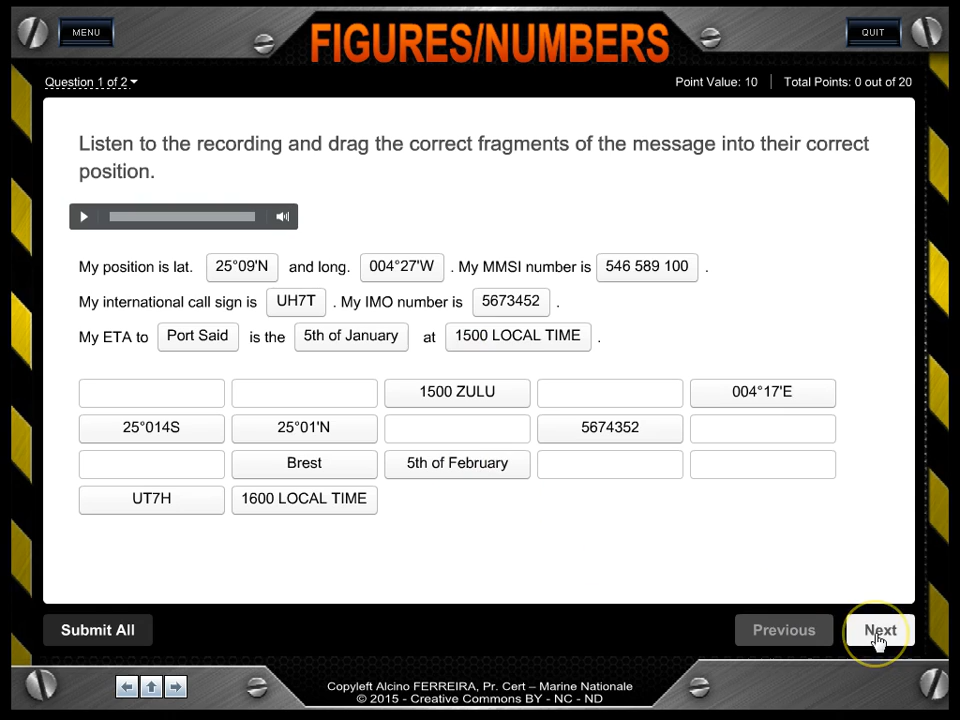 MENU
FIGURES/NUMBERS
QUIT
Question 1 of 2
Point Value: 10 | Total Points: 0 out of 20
Listen to the recording and drag the correct fragments of the message into their correct
position.
My position is lat. 25°09'N and long. 004°27'W . My MMSI number is 546 589 100 .
My international call sign is UH7T . My IMO number is 5673452 .
My ETA to Port Said is the 5th of January at 1500 LOCAL TIME .
1500 ZULU 004°17'E
25°014S 25°01'N 5674352
Brest 5th of February
UT7H 1600 LOCAL TIME
Submit All Previous Next
Copyleft Alcino FERREIRA, Pr. Cert – Marine Nationale
© 2015 - Creative Commons BY - NC - ND